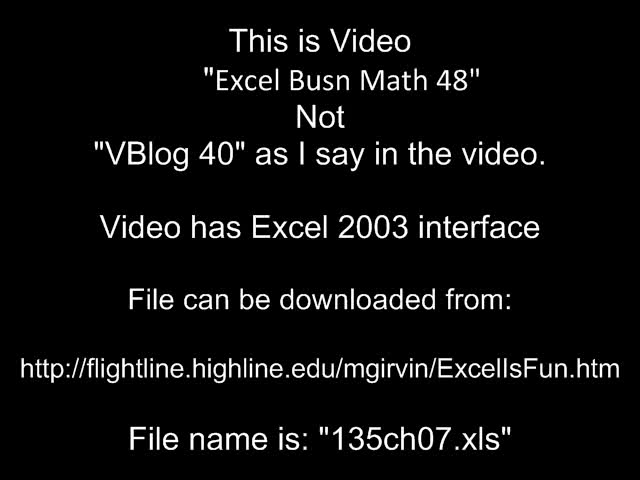 This is Video
"Excel Busn Math 48"
Not
"VBlog 40" as I say in the video.
Video has Excel 2003 interface
File can be downloaded from:
http://flightline.highline.edu/mgirvin/ExcelIsFun.htm
File name is: "135ch07.xls"